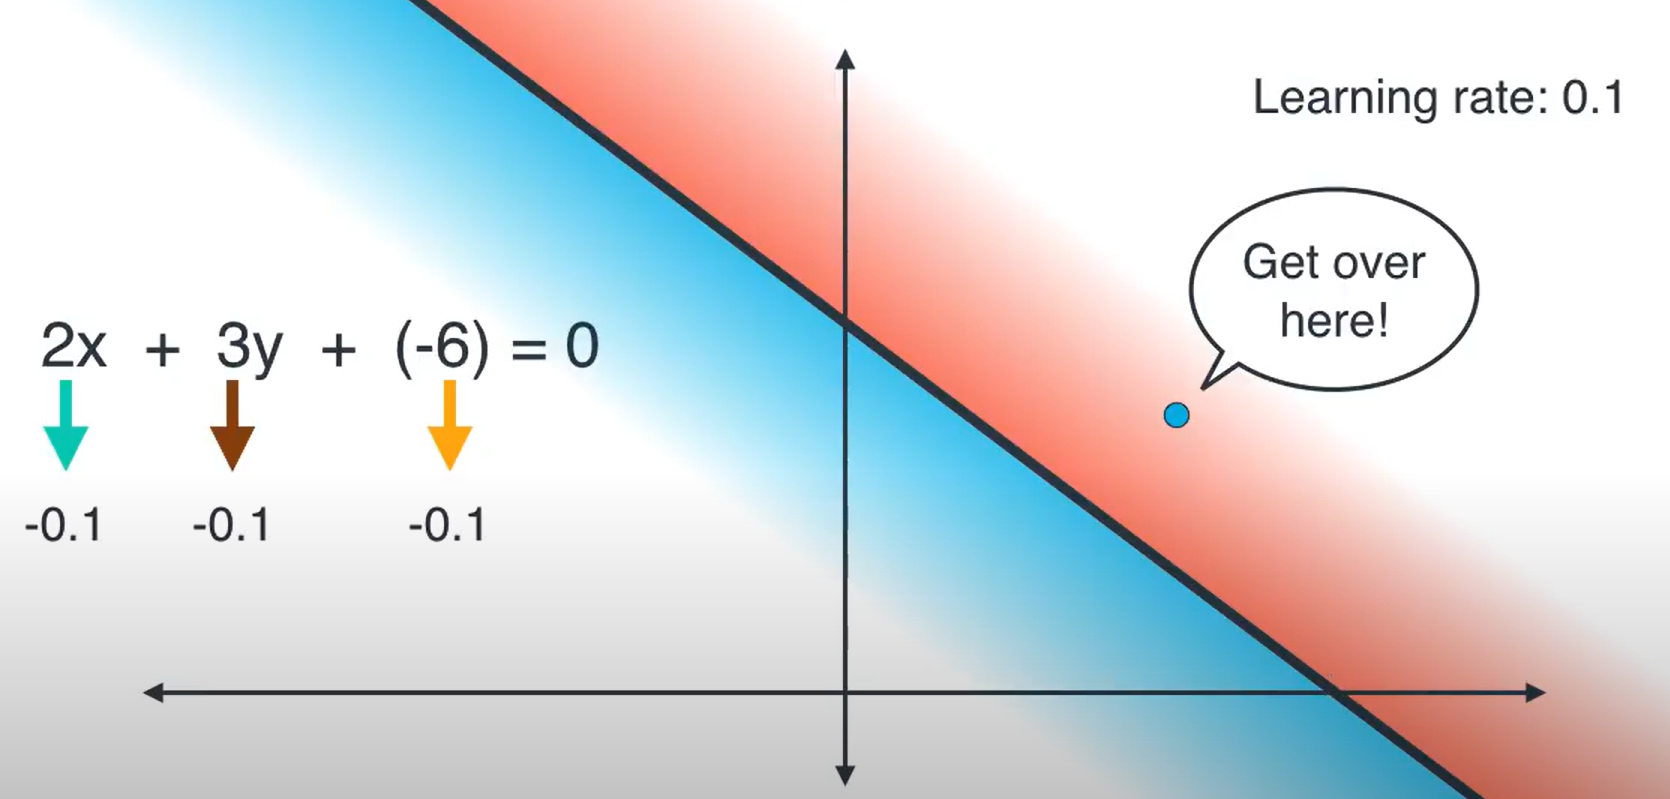 Learning rate: 0.1
Get over
here!
2x + 3y + (-6) = 0
-0.1 -0.1 -0.1